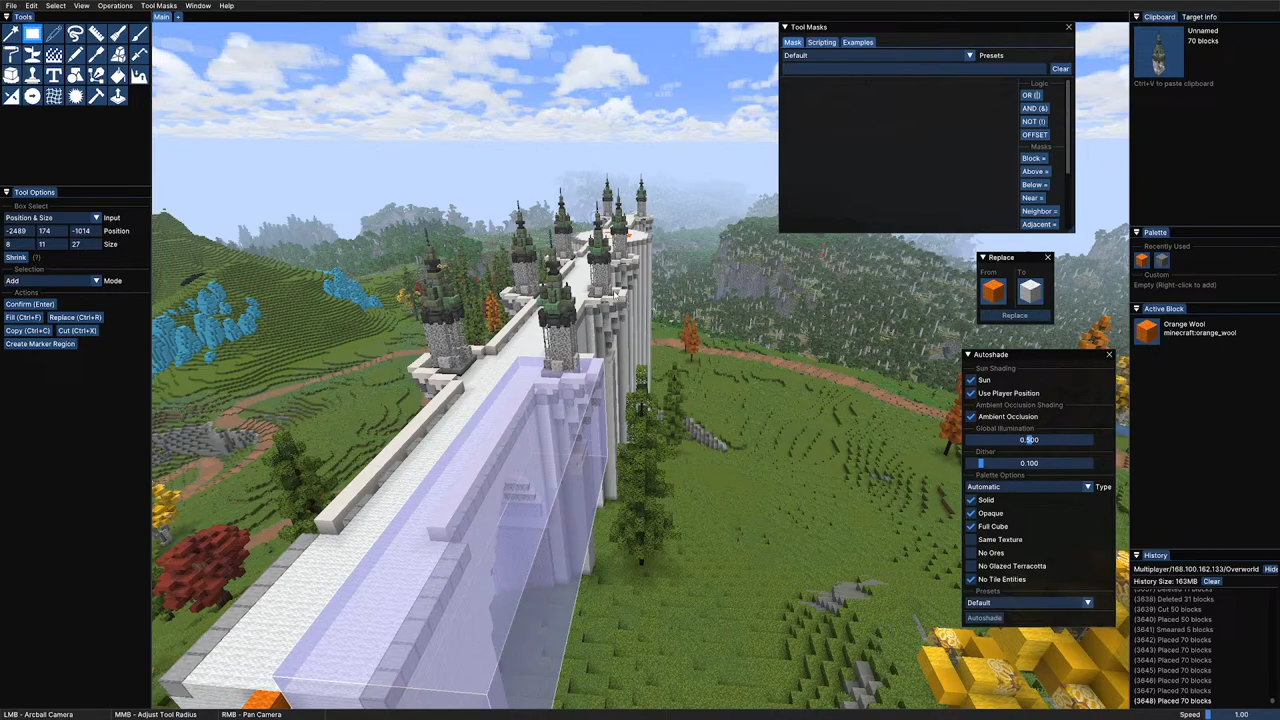 File Edit Select View Operations Tool Masks Window Help
Tools
Main +
Tool Options
Box Select
Position & Size Input
-2489 174 -1014 Position
8 11 27 Size
Shrink (?)
Selection
Add Mode
Actions
Confirm (Enter)
Fill (Ctrl+F) Replace (Ctrl+R)
Copy (Ctrl+C) Cut (Ctrl+X)
Create Marker Region
Tool Masks
Mask Scripting Examples
Default Presets
Clear
Logic
OR (|)
AND (&)
NOT (!)
OFFSET
Masks
Block =
Above =
Below =
Near =
Neighbor =
Adjacent =
Replace
From To
Replace
Autoshade
Sun Shading
Sun
Use Player Position
Ambient Occlusion Shading
Ambient Occlusion
Global Illumination
0.500
Dither
0.100
Palette Options
Automatic Type
Solid
Opaque
Full Cube
Same Texture
No Ores
No Glazed Terracotta
No Tile Entities
Presets
Default
Autoshade
Clipboard Target Info
Unnamed
70 blocks
Ctrl+V to paste clipboard
Palette
Recently Used
Custom
Empty (Right-click to add)
Active Block
Orange Wool
minecraft:orange_wool
History
Multiplayer/168.100.162.133/Overworld Hide
History Size: 163MB Clear
(3638) Deleted 31 blocks
(3639) Cut 50 blocks
(3640) Placed 50 blocks
(3641) Smeared 5 blocks
(3642) Placed 70 blocks
(3643) Placed 70 blocks
(3644) Placed 70 blocks
(3645) Placed 70 blocks
(3646) Placed 70 blocks
(3647) Placed 70 blocks
(3648) Placed 70 blocks
LMB - Arcball Camera MMB - Adjust Tool Radius RMB - Pan Camera Speed 1.00